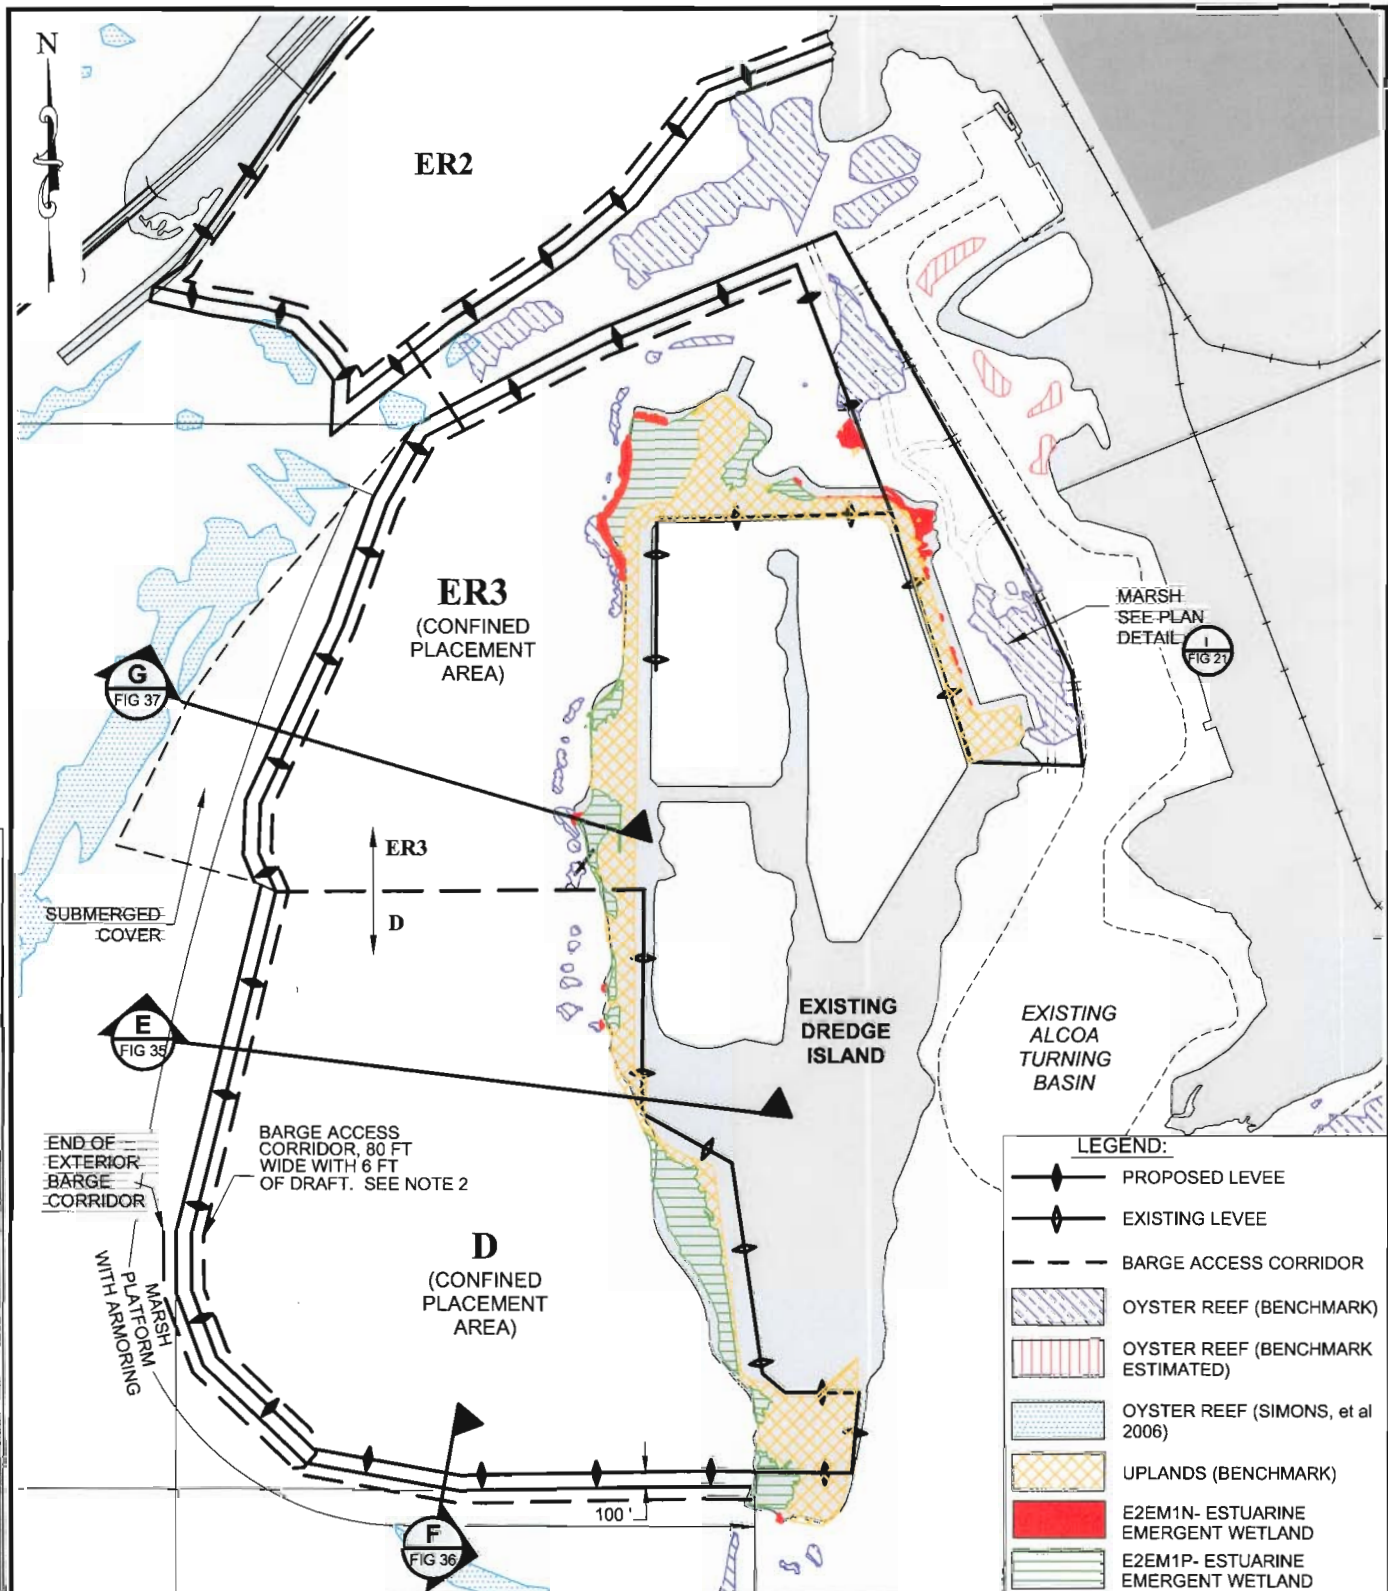 N
ER2
ER3
(CONFINED
PLACEMENT
AREA)
MARSH
SEE PLAN
DETAIL
I
FIG 21
G
FIG 37
ER3
D
SUBMERGED
COVER
E
FIG 35
EXISTING
DREDGE
ISLAND
EXISTING
ALCOA
TURNING
BASIN
END OF
EXTERIOR
BARGE
CORRIDOR
BARGE ACCESS
CORRIDOR, 80 FT
WIDE WITH 6 FT
OF DRAFT. SEE NOTE 2
MARSH
PLATFORM
WITH ARMORING
D
(CONFINED
PLACEMENT
AREA)
100 '
F
FIG 36
LEGEND:
PROPOSED LEVEE
EXISTING LEVEE
BARGE ACCESS CORRIDOR
OYSTER REEF (BENCHMARK)
OYSTER REEF (BENCHMARK
ESTIMATED)
OYSTER REEF (SIMONS, et al
2006)
UPLANDS (BENCHMARK)
E2EM1N- ESTUARINE
EMERGENT WETLAND
E2EM1P- ESTUARINE
EMERGENT WETLAND